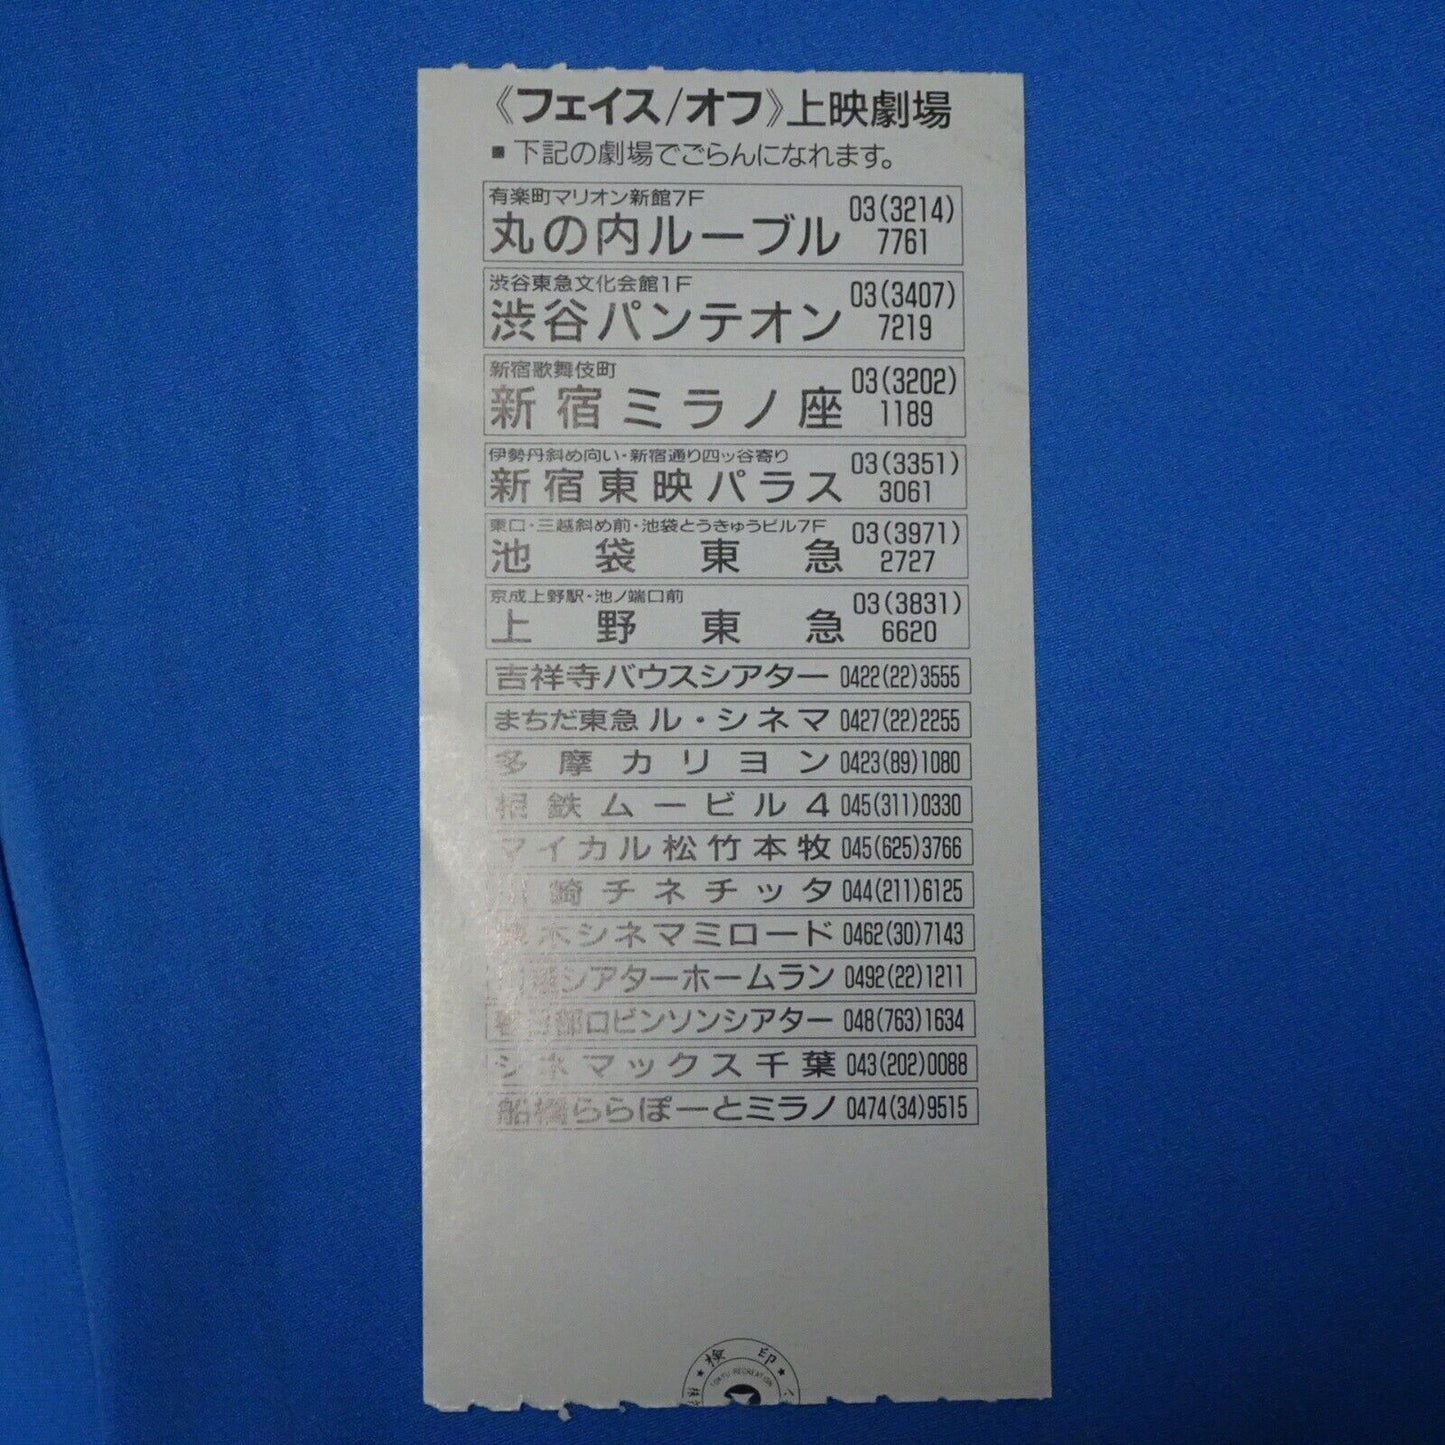 《フェイス/オフ》上映劇場
■ 下記の劇場でごらんになれます。
有楽町マリオン新館7F
丸の内ルーブル 03(3214)7761
渋谷東急文化会館1F
渋谷パンテオン 03(3407)7219
新宿歌舞伎町
新宿ミラノ座 03(3202)1189
伊勢丹斜め向い・新宿通り四ッ谷寄り
新宿東映パラス 03(3351)3061
東口・三越斜め前・池袋とうきゅうビル7F
池袋東急 03(3971)2727
京成上野駅・池ノ端口前
上野東急 03(3831)6620
吉祥寺バウスシアター 0422(22)3555
まちだ東急 ル・シネマ 0427(22)2255
多摩カリヨン 0423(89)1080
相鉄ムービル4 045(311)0330
マイカル松竹本牧 045(625)3766
崎チネチッタ 044(211)6125
木シネマミロード 0462(30)7143
シアターホームラン 0492(22)1211
春日部ロビンソンシアター 048(763)1634
シネマックス千葉 043(202)0088
船橋ららぽーとミラノ 0474(34)9515
検印
TOKYU RECREATION